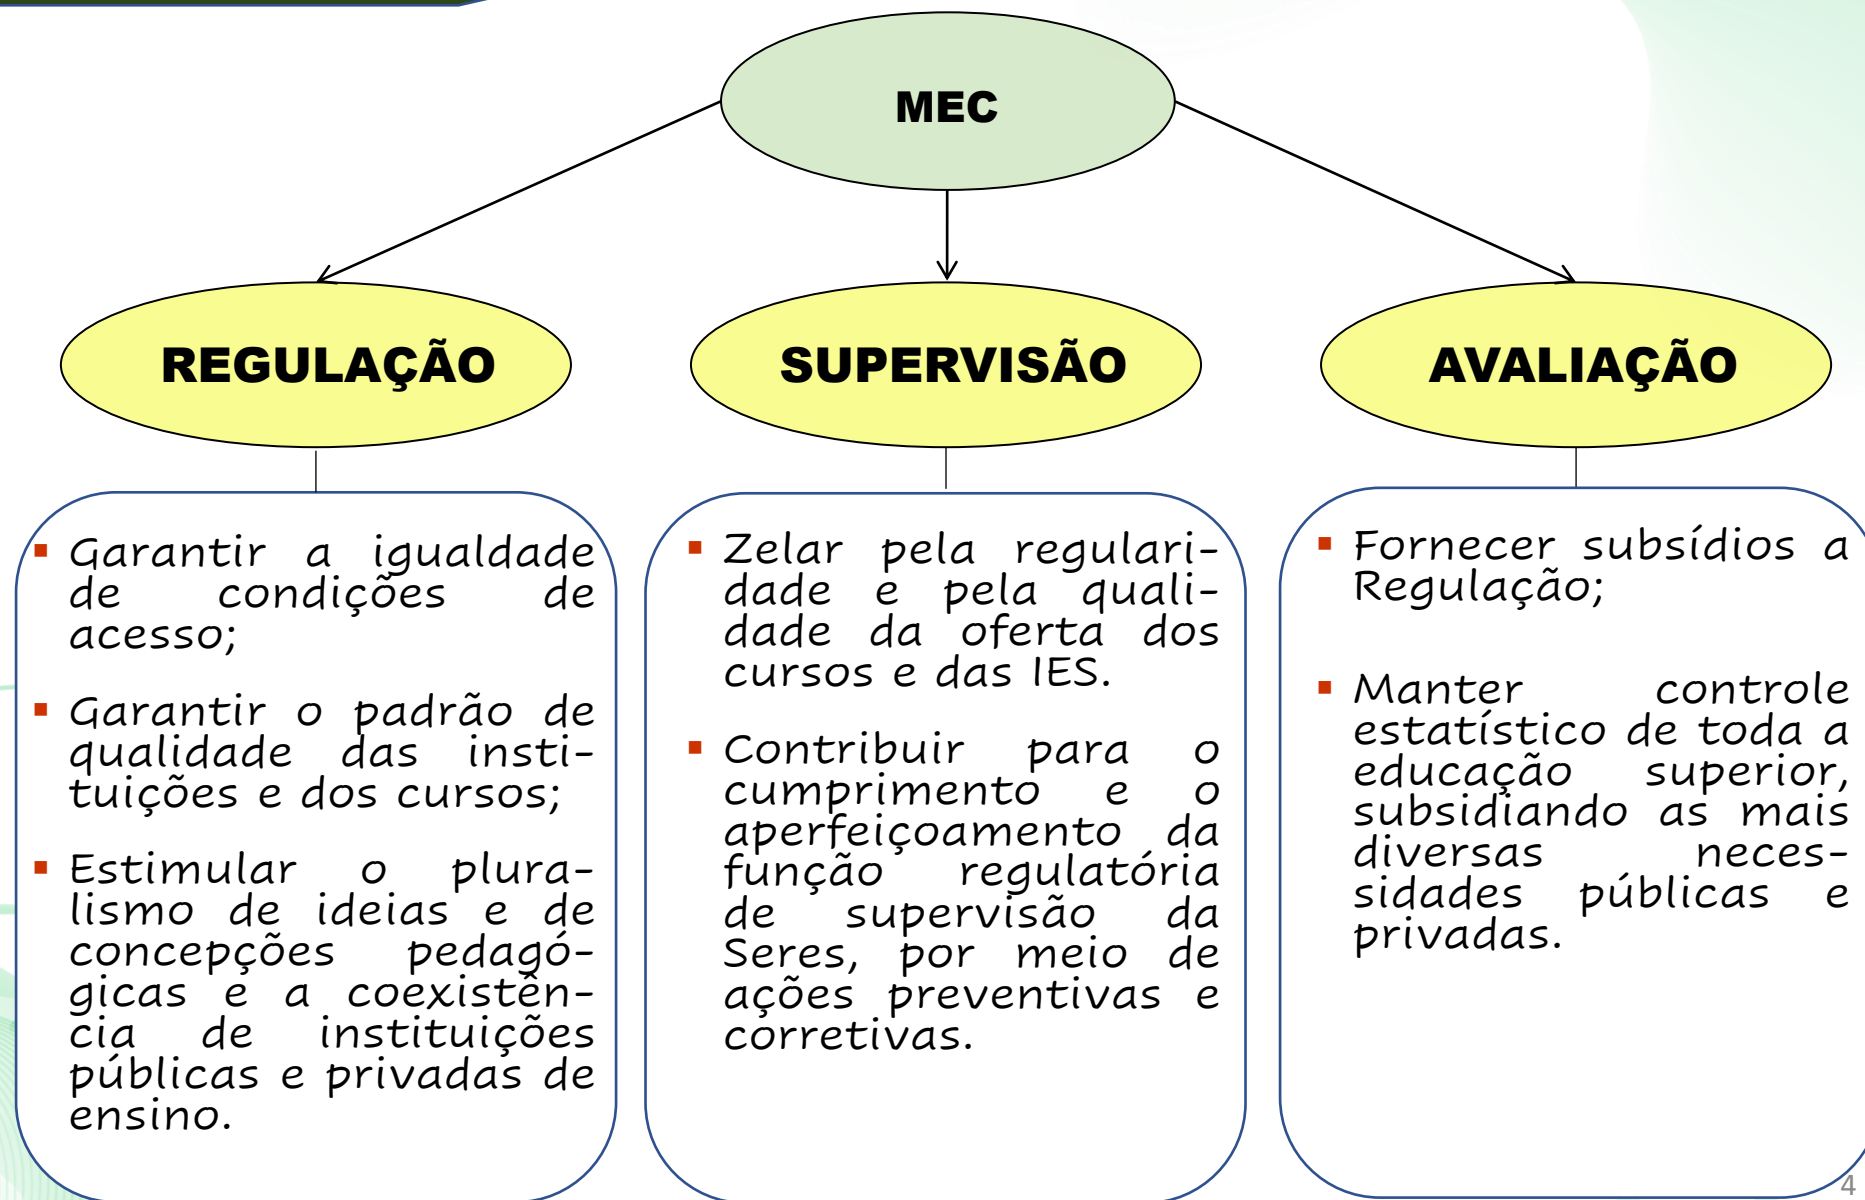 MEC
REGULAÇÃO
SUPERVISÃO
AVALIAÇÃO
▪ Garantir a igualdade
de condições de
acesso;
▪ Garantir o padrão de
qualidade das insti-
tuições e dos cursos;
▪ Estimular o plura-
lismo de ideias e de
concepções pedagó-
gicas e a coexistên-
cia de instituições
públicas e privadas de
ensino.
▪ Zelar pela regulari-
dade e pela quali-
dade da oferta dos
cursos e das IES.
▪ Contribuir para o
cumprimento e o
aperfeiçoamento da
função regulatória
de supervisão da
Seres, por meio de
ações preventivas e
corretivas.
▪ Fornecer subsídios a
Regulação;
▪ Manter controle
estatístico de toda a
educação superior,
subsidiando as mais
diversas neces-
sidades públicas e
privadas.
4